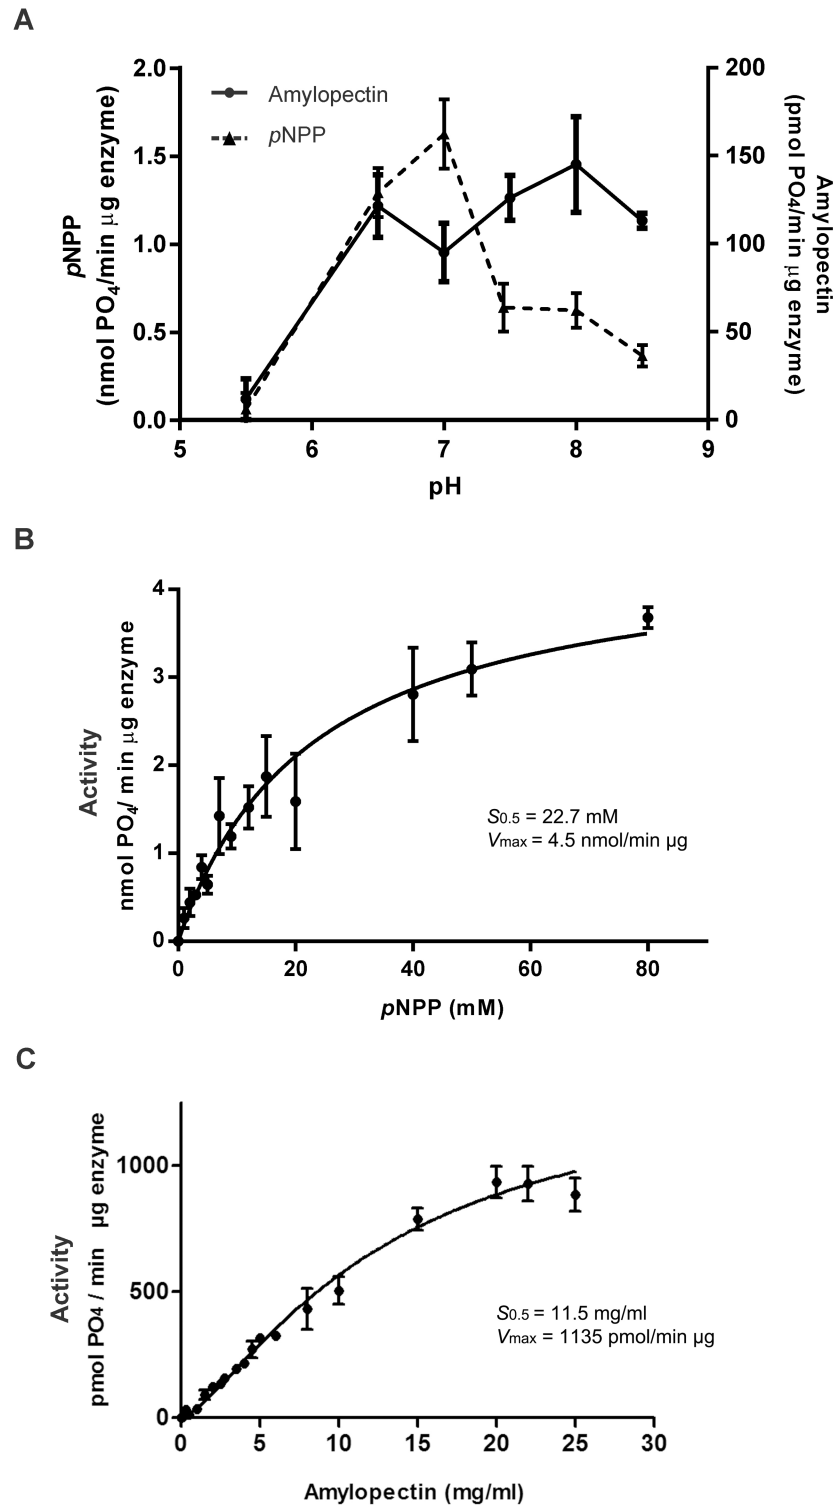 A
Amylopectin
pNPP
pNPP
(nmol PO4/min μg enzyme)
2.0
1.5
1.0
0.5
0.0
200
150
100
50
0
Amylopectin
(pmol PO4/min μg enzyme)
5 6 7 8 9
pH
B
Activity
nmol PO4/ min μg enzyme
4
3
2
1
0
S0.5 = 22.7 mM
Vmax = 4.5 nmol/min μg
0 20 40 60 80
pNPP (mM)
C
Activity
pmol PO4 / min μg enzyme
1000
500
0
S0.5 = 11.5 mg/ml
Vmax = 1135 pmol/min μg
0 5 10 15 20 25 30
Amylopectin (mg/ml)